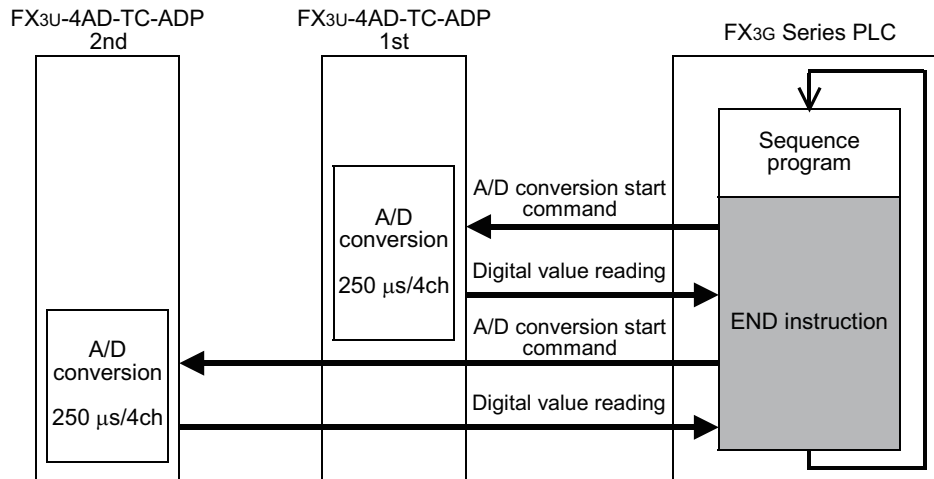 FX3U-4AD-TC-ADP
2nd
FX3U-4AD-TC-ADP
1st
FX3G Series PLC
Sequence
program
A/D conversion start
command
A/D
conversion
250 μs/4ch
Digital value reading
END instruction
A/D conversion start
command
A/D
conversion
250 μs/4ch
Digital value reading